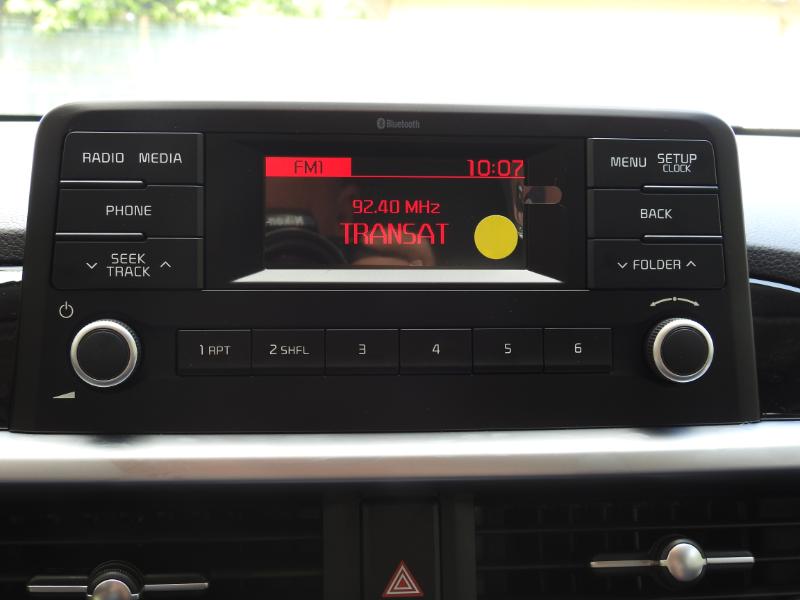 Bluetooth
RADIO MEDIA
FM1 10:07
MENU SETUP
CLOCK
92.40 MHz
PHONE
BACK
TRANSAT
SEEK
TRACK
FOLDER
1 RPT 2 SHFL 3 4 5 6